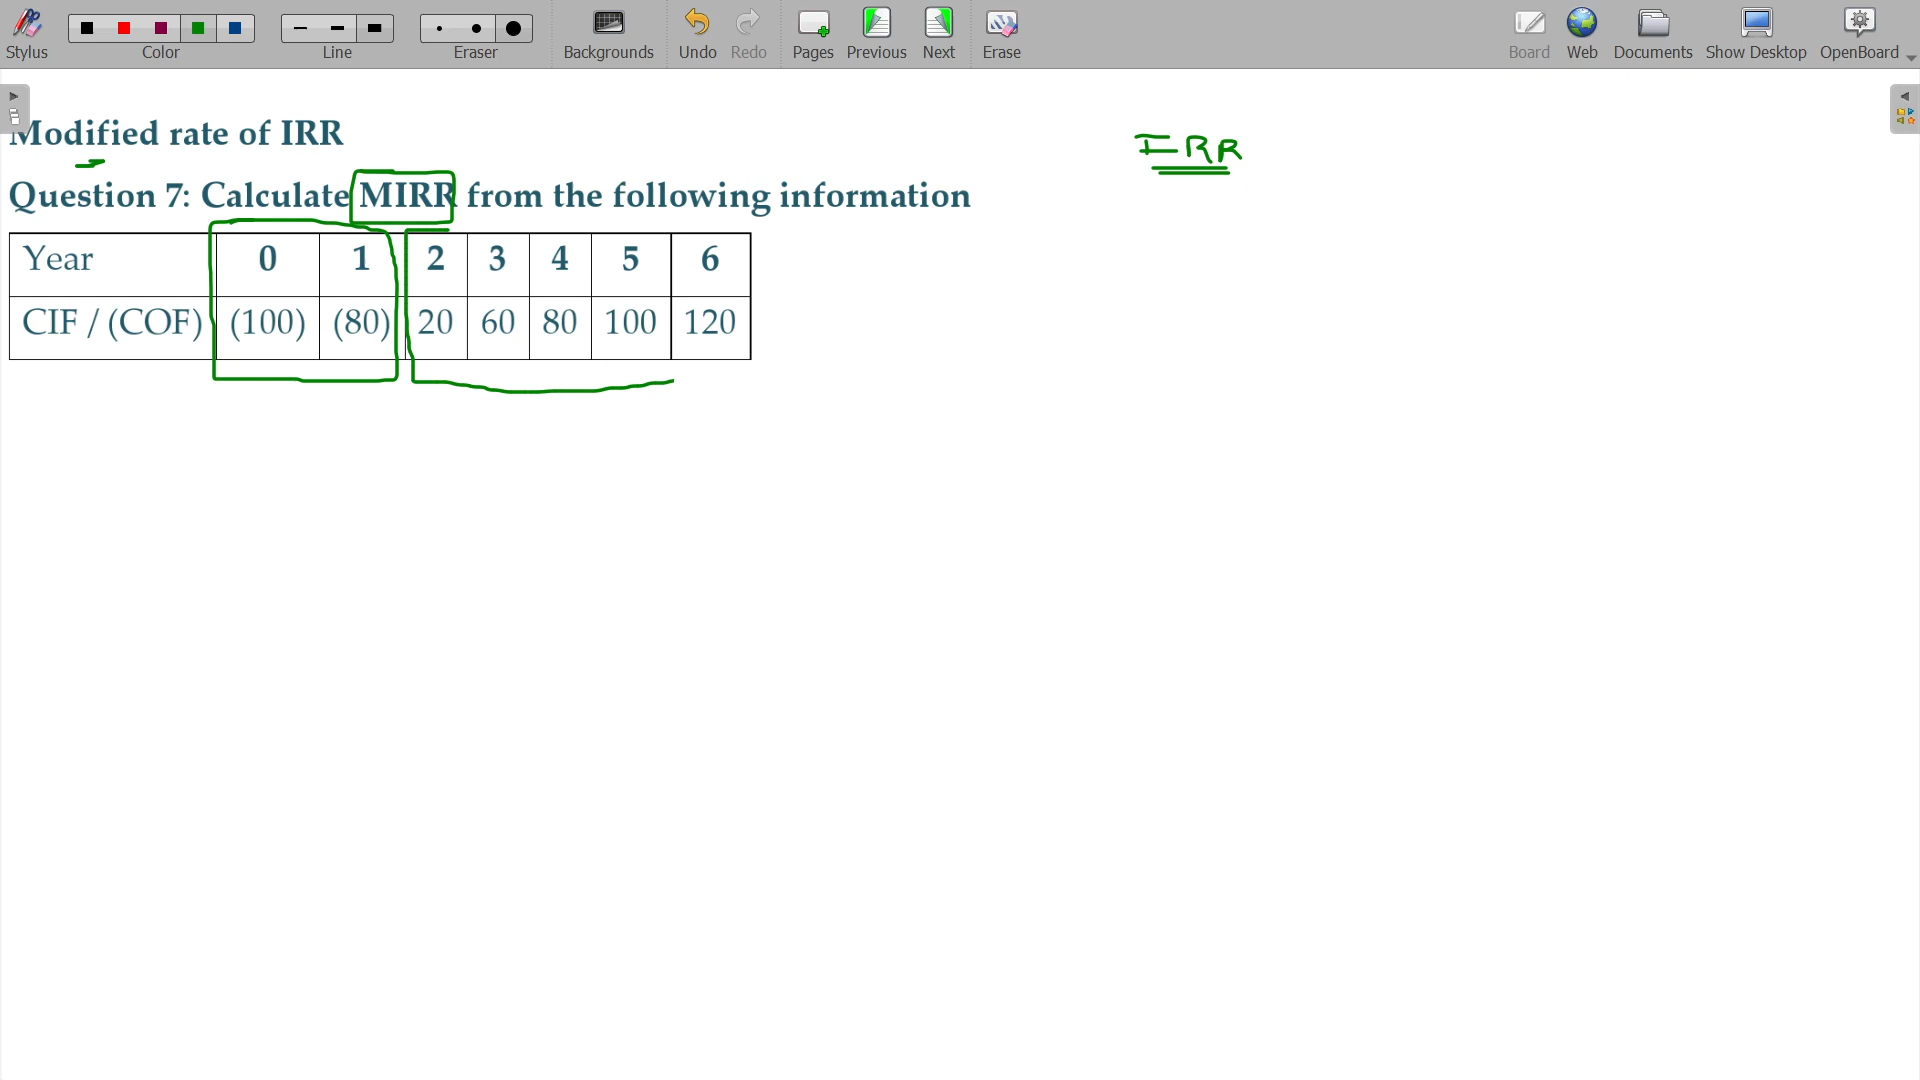 Stylus Color Line Eraser Backgrounds Undo Redo Pages Previous Next Erase Board Web Documents Show Desktop OpenBoard
Modified rate of IRR
IRR
Question 7: Calculate MIRR from the following information
Year 0 1 2 3 4 5 6
CIF / (COF) (100) (80) 20 60 80 100 120